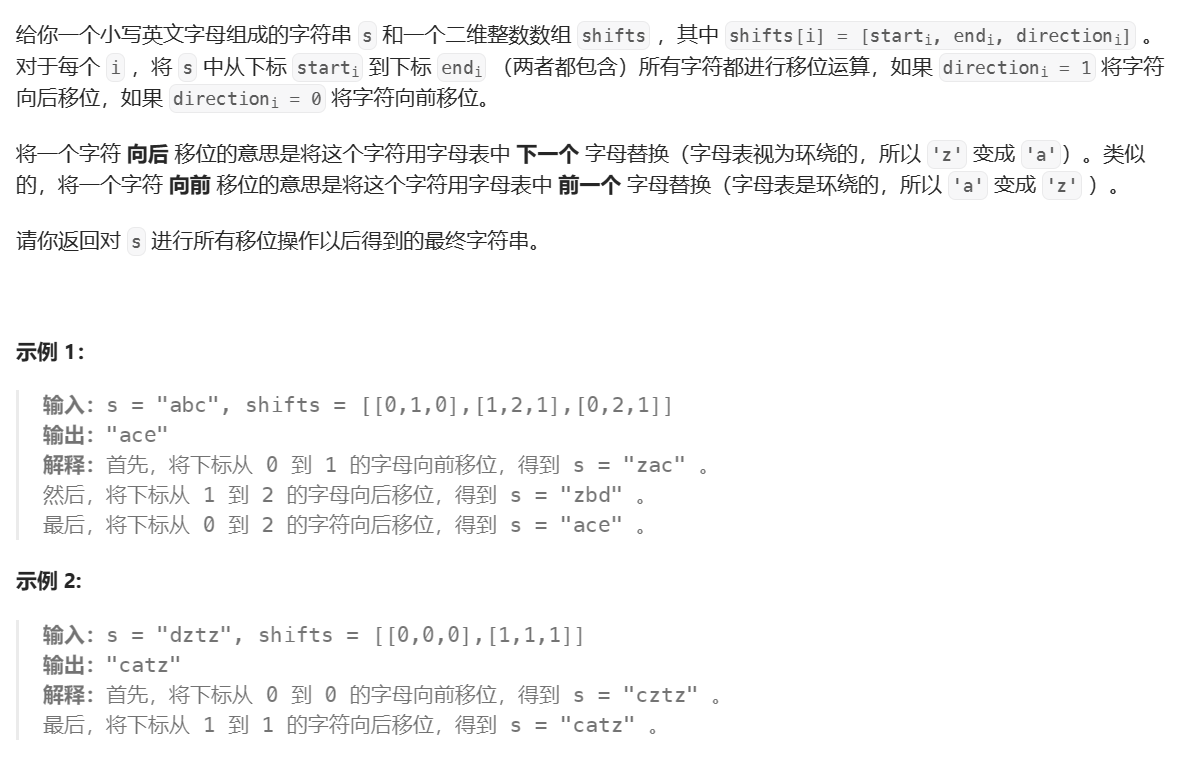 给你一个小写英文字母组成的字符串 s 和一个二维整数数组 shifts ，其中 shifts[i] = [startᵢ, endᵢ, directionᵢ] 。
对于每个 i ，将 s 中从下标 startᵢ 到下标 endᵢ （两者都包含）所有字符都进行移位运算，如果 directionᵢ = 1 将字符
向后移位，如果 directionᵢ = 0 将字符向前移位。
将一个字符 向后 移位的意思是将这个字符用字母表中 下一个 字母替换（字母表视为环绕的，所以 'z' 变成 'a'）。类似
的，将一个字符 向前 移位的意思是将这个字符用字母表中 前一个 字母替换（字母表是环绕的，所以 'a' 变成 'z' ）。
请你返回对 s 进行所有移位操作以后得到的最终字符串。
示例 1：
输入：s = "abc", shifts = [[0,1,0],[1,2,1],[0,2,1]]
输出："ace"
解释：首先，将下标从 0 到 1 的字母向前移位，得到 s = "zac" 。
然后，将下标从 1 到 2 的字母向后移位，得到 s = "zbd" 。
最后，将下标从 0 到 2 的字符向后移位，得到 s = "ace" 。
示例 2:
输入：s = "dztz", shifts = [[0,0,0],[1,1,1]]
输出："catz"
解释：首先，将下标从 0 到 0 的字母向前移位，得到 s = "cztz" 。
最后，将下标从 1 到 1 的字符向后移位，得到 s = "catz" 。